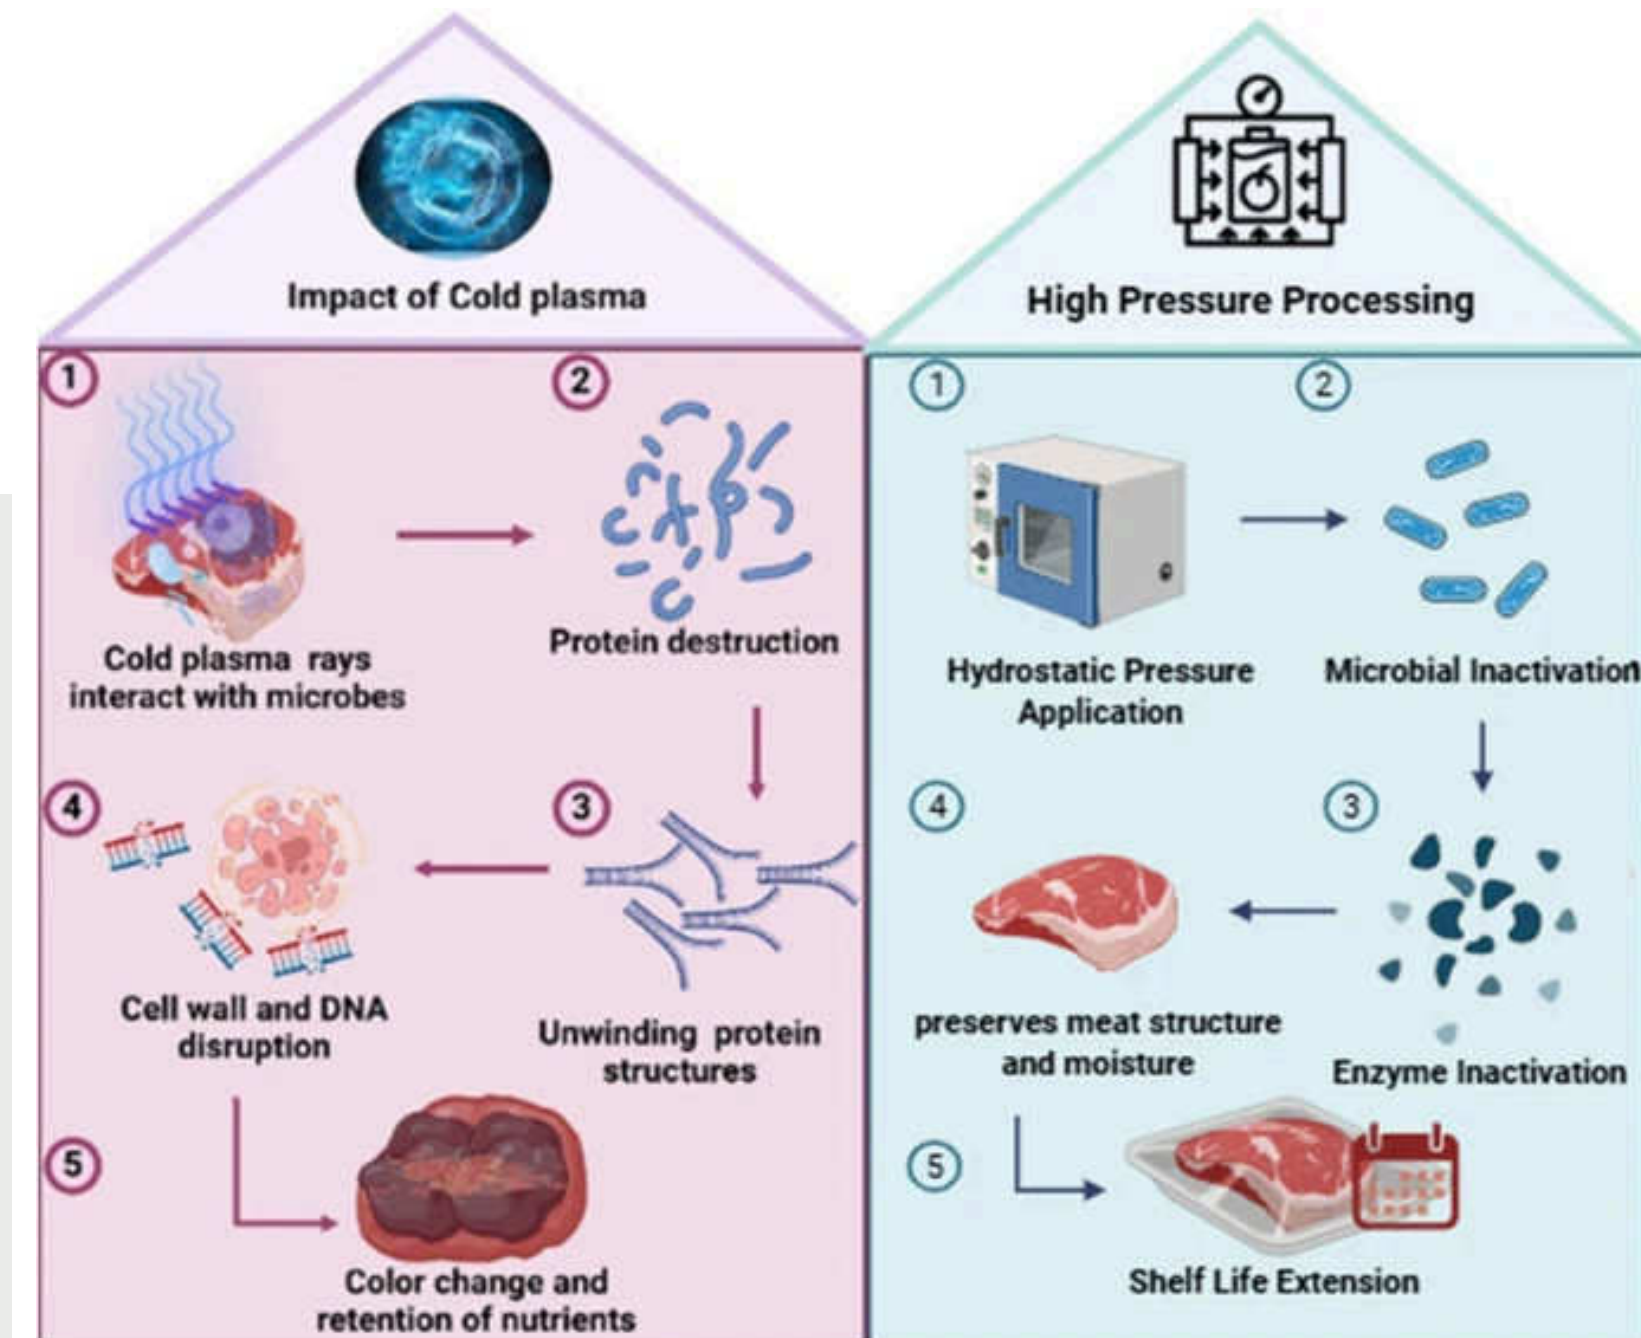 Impact of Cold plasma
1
Cold plasma rays
interact with microbes
2
Protein destruction
3
Unwinding protein
structures
4
Cell wall and DNA
disruption
5
Color change and
retention of nutrients
High Pressure Processing
1
Hydrostatic Pressure
Application
2
Microbial Inactivation
3
Enzyme Inactivation
4
preserves meat structure
and moisture
5
Shelf Life Extension